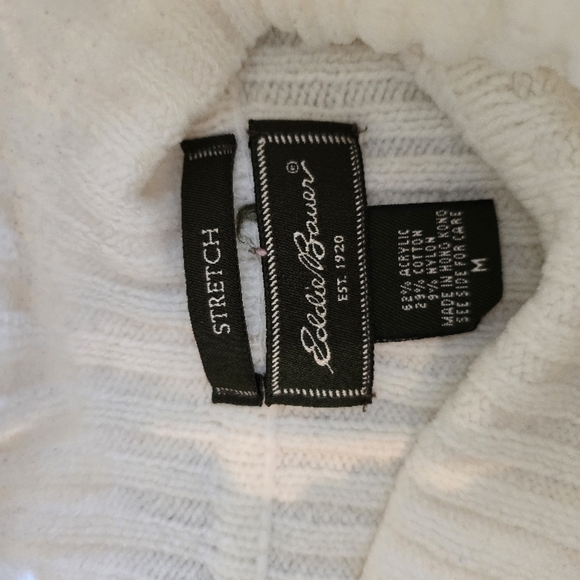 STRETCH
Eddie Bauer®
EST. 1920
62% ACRYLIC
29% COTTON
9% NYLON
MADE IN HONG KONG
SEE SIDE FOR CARE
M